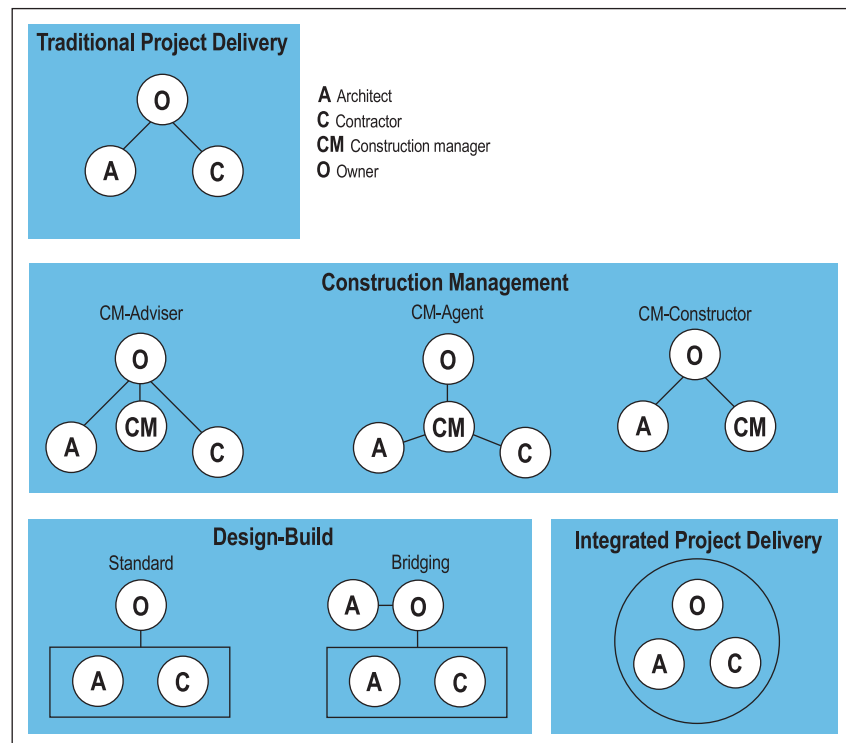 Traditional Project Delivery
O
A
C
A Architect
C Contractor
CM Construction manager
O Owner
Construction Management
CM-Adviser
O
A
CM
C
CM-Agent
O
A
CM
C
CM-Constructor
O
A
CM
Design-Build
Standard
O
A
C
Bridging
A
O
A
C
Integrated Project Delivery
O
A
C